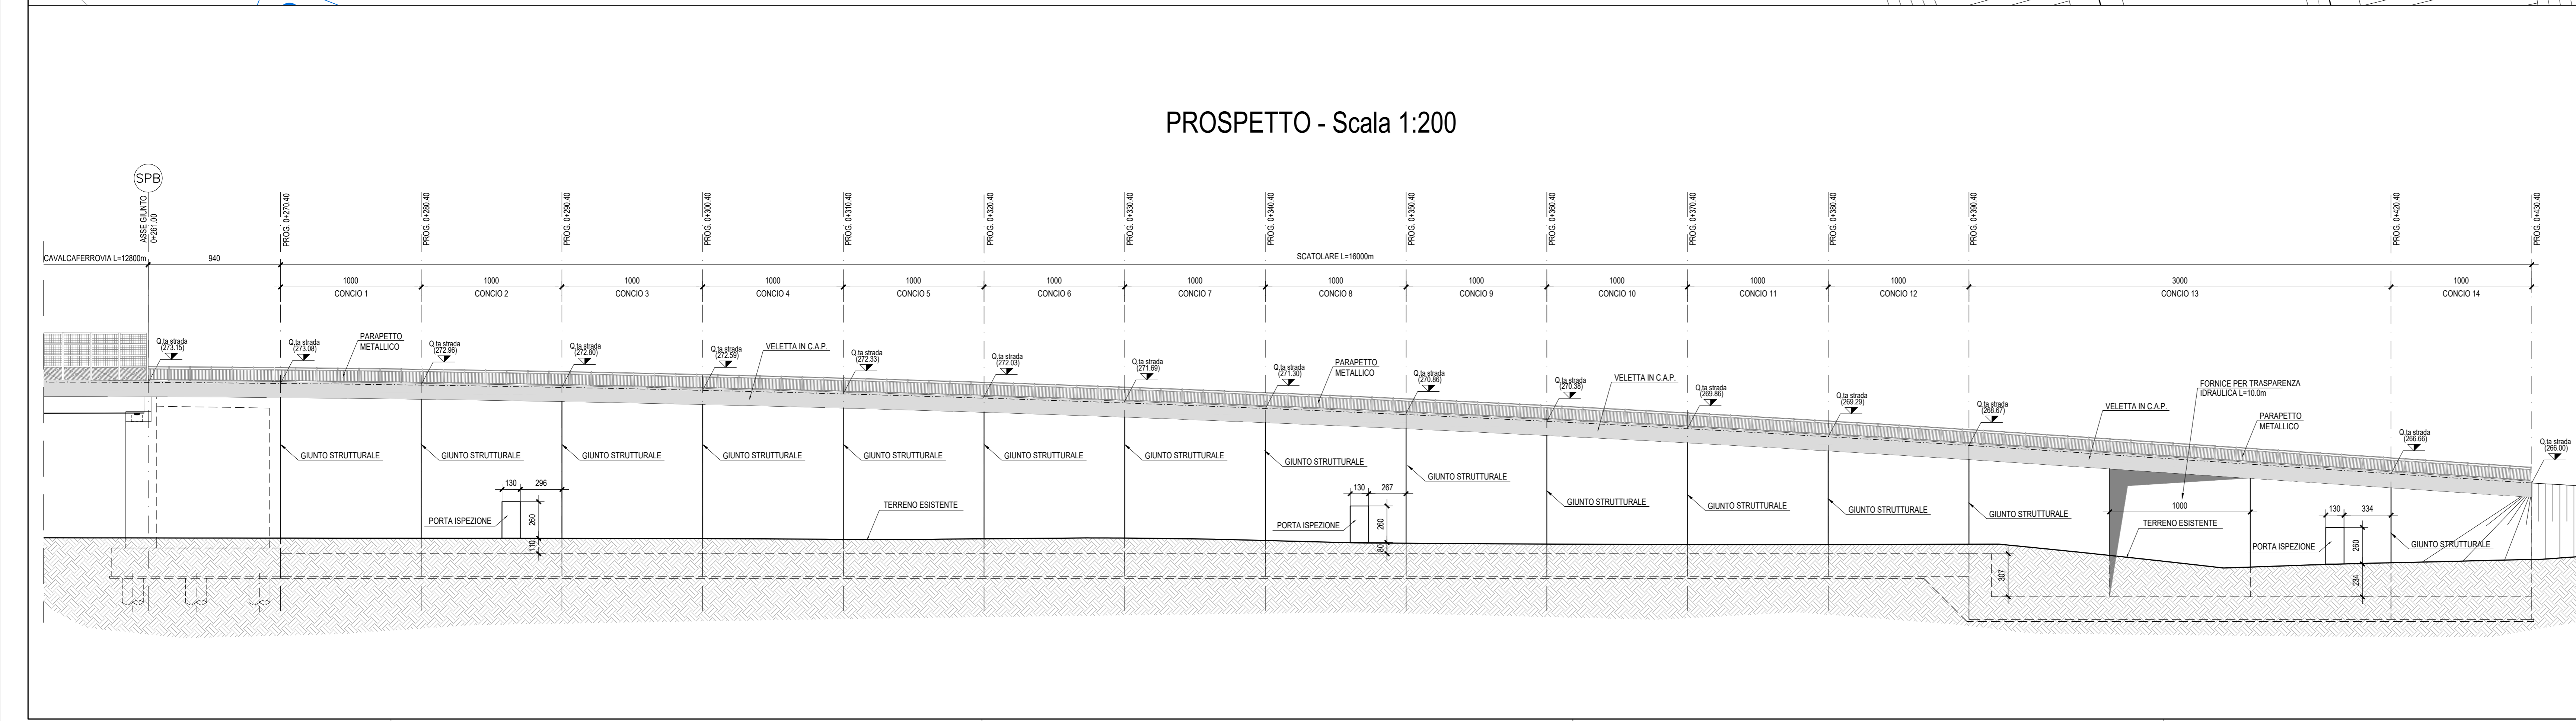 PROSPETTO - Scala 1:200
SPB
ASSE GIUNTO
0+261.00
PROG. 0+270.40
PROG. 0+280.40
PROG. 0+290.40
PROG. 0+300.40
PROG. 0+310.40
PROG. 0+320.40
PROG. 0+330.40
PROG. 0+340.40
PROG. 0+350.40
PROG. 0+360.40
PROG. 0+370.40
PROG. 0+380.40
PROG. 0+390.40
PROG. 0+420.40
PROG. 0+430.40
CAVALCAFERROVIA L=12800m
940
SCATOLARE L=16000m
1000
CONCIO 1
1000
CONCIO 2
1000
CONCIO 3
1000
CONCIO 4
1000
CONCIO 5
1000
CONCIO 6
1000
CONCIO 7
1000
CONCIO 8
1000
CONCIO 9
1000
CONCIO 10
1000
CONCIO 11
1000
CONCIO 12
3000
CONCIO 13
1000
CONCIO 14
Q.ta strada
(273.15)
Q.ta strada
(273.08)
PARAPETTO
METALLICO
Q.ta strada
(272.96)
Q.ta strada
(272.80)
Q.ta strada
(272.59)
VELETTA IN C.A.P.
Q.ta strada
(272.33)
Q.ta strada
(272.03)
Q.ta strada
(271.69)
Q.ta strada
(271.30)
PARAPETTO
METALLICO
Q.ta strada
(270.86)
Q.ta strada
(270.38)
VELETTA IN C.A.P.
Q.ta strada
(269.86)
Q.ta strada
(269.29)
Q.ta strada
(268.67)
VELETTA IN C.A.P.
FORNICE PER TRASPARENZA
IDRAULICA L=10.0m
PARAPETTO
METALLICO
Q.ta strada
(266.66)
Q.ta strada
(266.00)
GIUNTO STRUTTURALE
GIUNTO STRUTTURALE
GIUNTO STRUTTURALE
GIUNTO STRUTTURALE
GIUNTO STRUTTURALE
GIUNTO STRUTTURALE
GIUNTO STRUTTURALE
GIUNTO STRUTTURALE
GIUNTO STRUTTURALE
GIUNTO STRUTTURALE
GIUNTO STRUTTURALE
GIUNTO STRUTTURALE
GIUNTO STRUTTURALE
GIUNTO STRUTTURALE
130
296
PORTA ISPEZIONE
260
110
TERRENO ESISTENTE
130
267
PORTA ISPEZIONE
260
80
1000
TERRENO ESISTENTE
307
130
334
PORTA ISPEZIONE
260
234